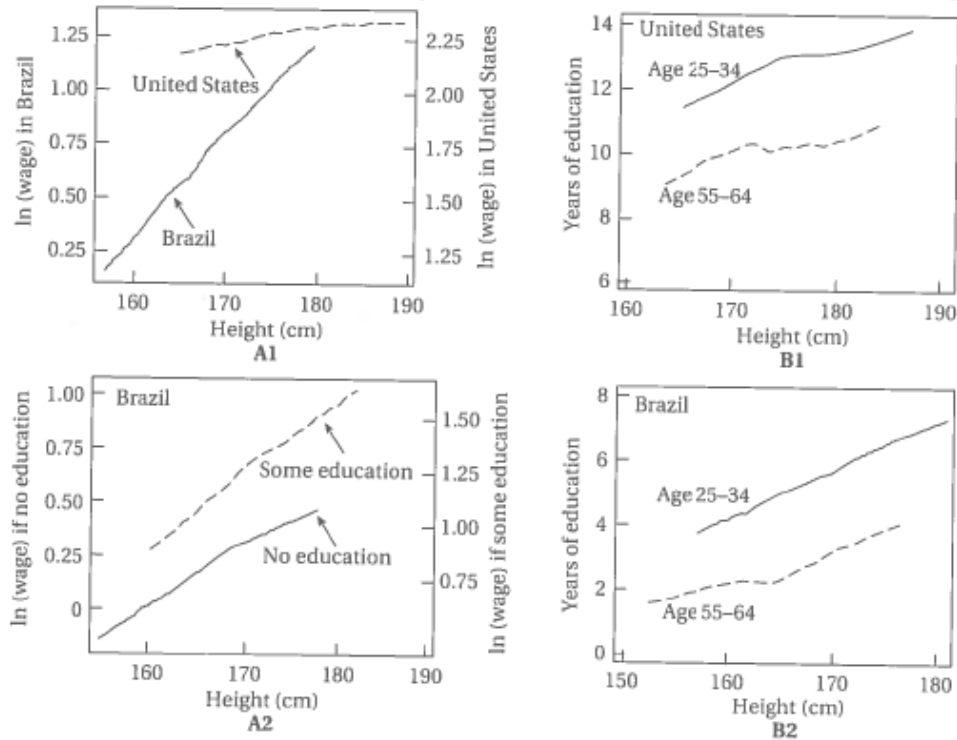 ln (wage) in Brazil
1.25
1.00
0.75
0.50
0.25
United States
Brazil
2.25
2.00
1.75
1.50
1.25
ln (wage) in United States
160 170 180 190
Height (cm)
A1
Years of education
14
12
10
8
6
United States
Age 25–34
Age 55–64
160 170 180 190
Height (cm)
B1
ln (wage) if no education
1.00
0.75
0.50
0.25
0
Brazil
Some education
No education
1.50
1.25
1.00
0.75
ln (wage) if some education
160 170 180 190
Height (cm)
A2
Years of education
8
6
4
2
0
Brazil
Age 25–34
Age 55–64
150 160 170 180
Height (cm)
B2